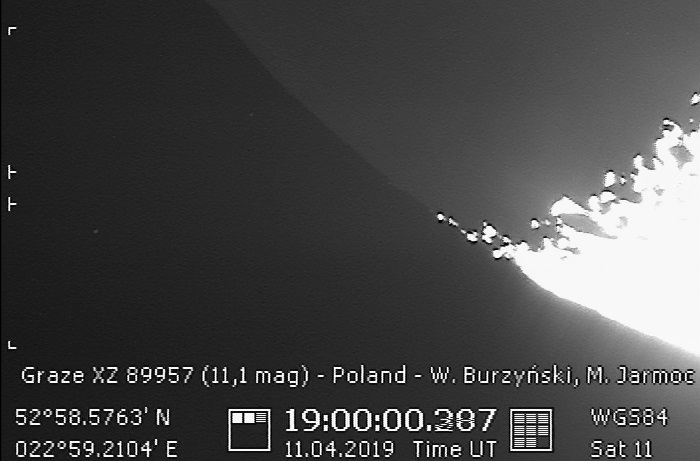 Graze XZ 89957 (11,1 mag) - Poland - W. Burzyński, M. Jarmoc
52°58.5763' N 19:00:00.387 WGS84
022°59.2104' E 11.04.2019 Time UT Sat 11